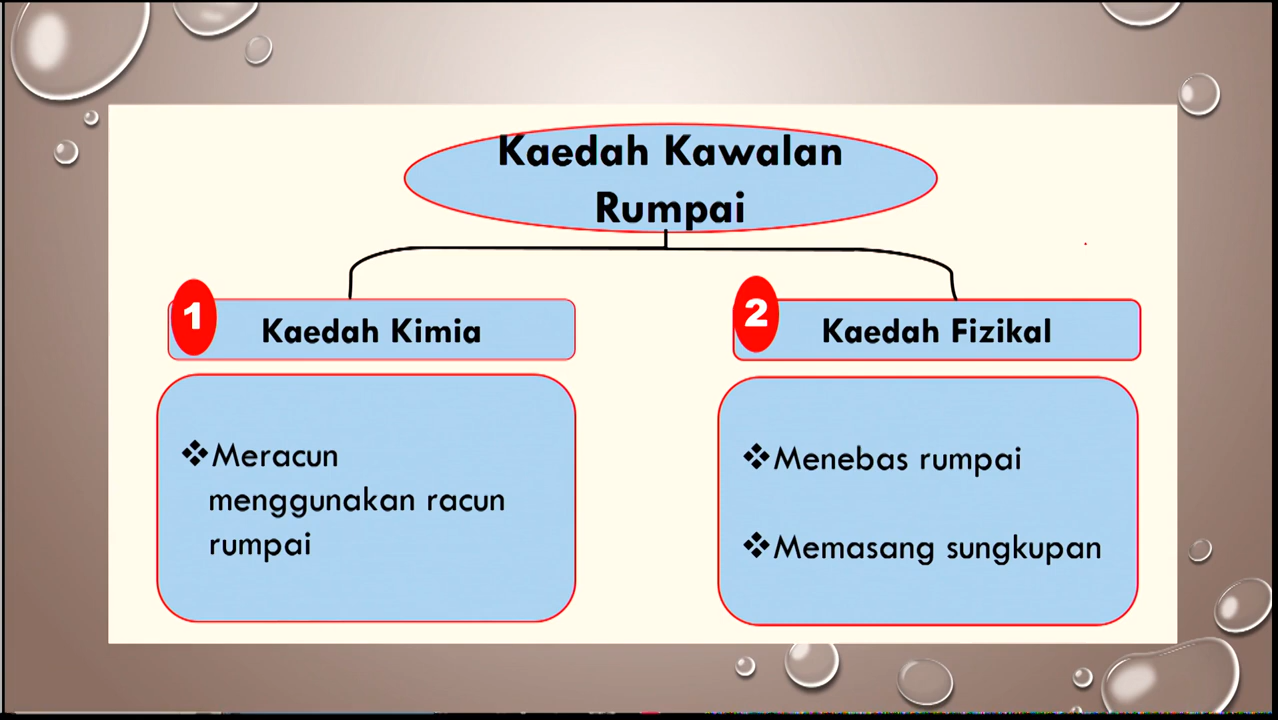 Kaedah Kawalan
Rumpai
1
Kaedah Kimia
❖Meracun
menggunakan racun
rumpai
2
Kaedah Fizikal
❖Menebas rumpai
❖Memasang sungkupan